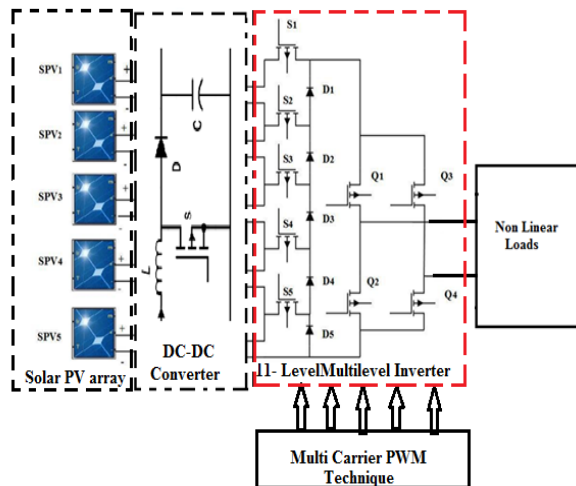 SPV1
SPV2
SPV3
SPV4
SPV5
+
-
+
-
+
-
+
-
+
-
Solar PV array
C
D
S
L
DC-DC
Converter
S1
S2
S3
S4
S5
D1
D2
D3
D4
D5
Q1
Q3
Q2
Q4
11- LevelMultilevel Inverter
Non Linear
Loads
Multi Carrier PWM
Technique